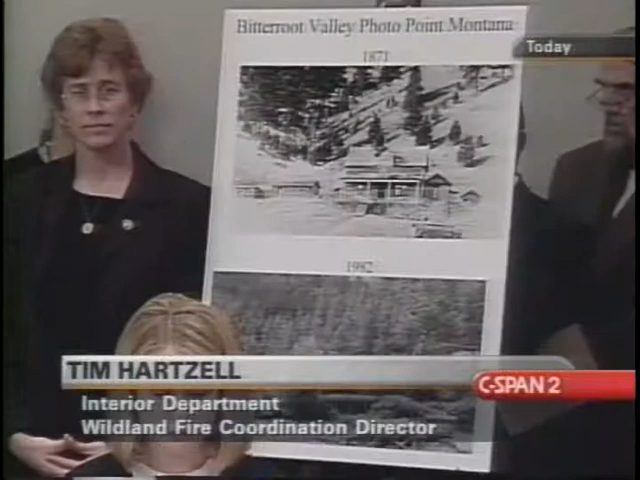 Bitterroot Valley Photo Point Montana
Today
1871
1982
TIM HARTZELL
C-SPAN 2
Interior Department
Wildland Fire Coordination Director